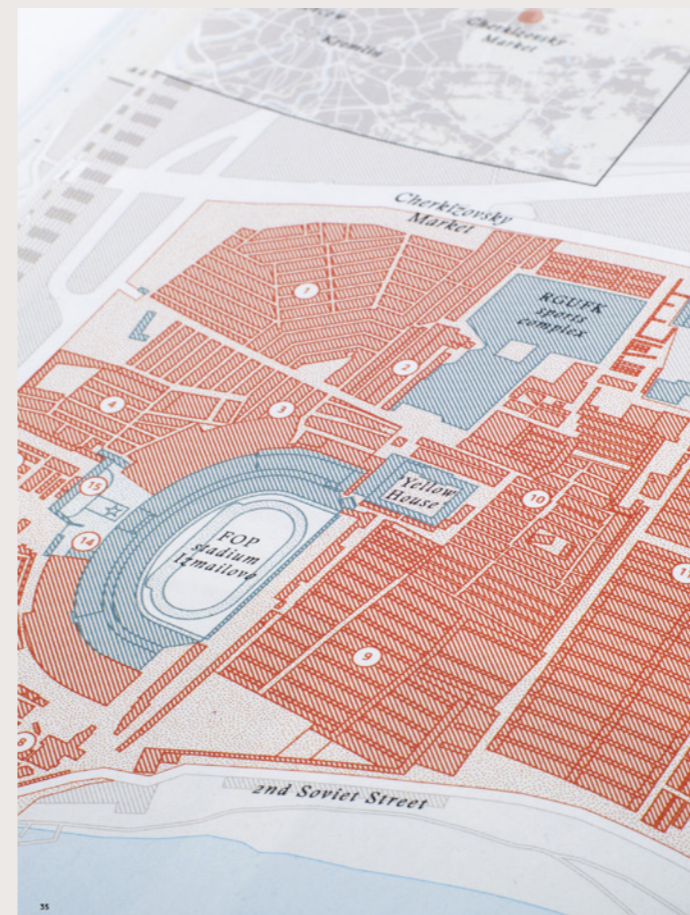 Kremlin
Cherkizovsky
Market
Cherkizovsky
Market
RGUFK
sports
complex
1
2
3
4
15
14
10
Yellow
House
FOP
stadium
Izmailovo
9
2nd Soviet Street
35